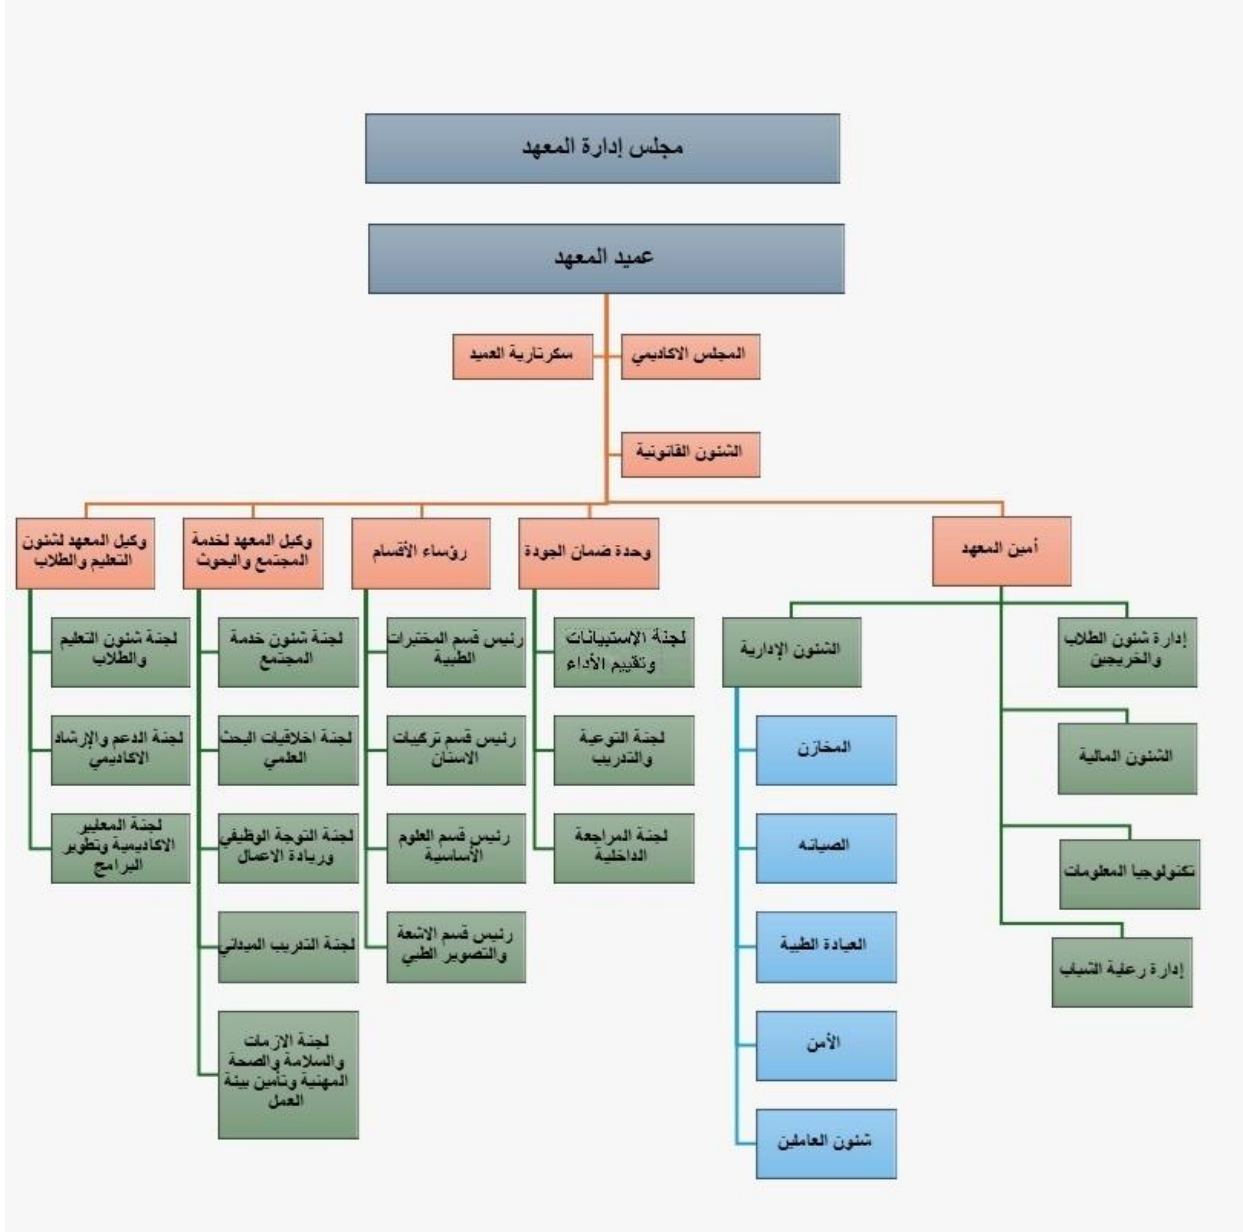 مجلس إدارة المعهد
عميد المعهد
المجلس الاكاديمي
سكرتارية العميد
الشئون القانونية
أمين المعهد
وحدة ضمان الجودة
رؤساء الأقسام
وكيل المعهد لخدمة
المجتمع والبحوث
وكيل المعهد لشئون
التعليم والطلاب
إدارة شئون الطلاب
والخريجين
الشئون المالية
تكنولوجيا المعلومات
إدارة رعاية الشباب
الشئون الإدارية
المخازن
الصيانه
العيادة الطبية
الأمن
شئون العاملين
لجنة الاستبيانات
وتقييم الأداء
لجنة التوعية
والتدريب
لجنة المراجعة
الداخلية
رئيس قسم المختبرات
الطبية
رئيس قسم تركيبات
الاسنان
رئيس قسم العلوم
الأساسية
رئيس قسم الاشعة
والتصوير الطبي
لجنة شئون خدمة
المجتمع
لجنة اخلاقيات البحث
العلمي
لجنة التوجة الوظيفي
وريادة الاعمال
لجنة التدريب الميداني
لجنة الازمات
والسلامة والصحة
المهنية وتأمين بيئة
العمل
لجنة شئون التعليم
والطلاب
لجنة الدعم والإرشاد
الاكاديمي
لجنة المعايير
الاكاديمية وتطوير
البرامج